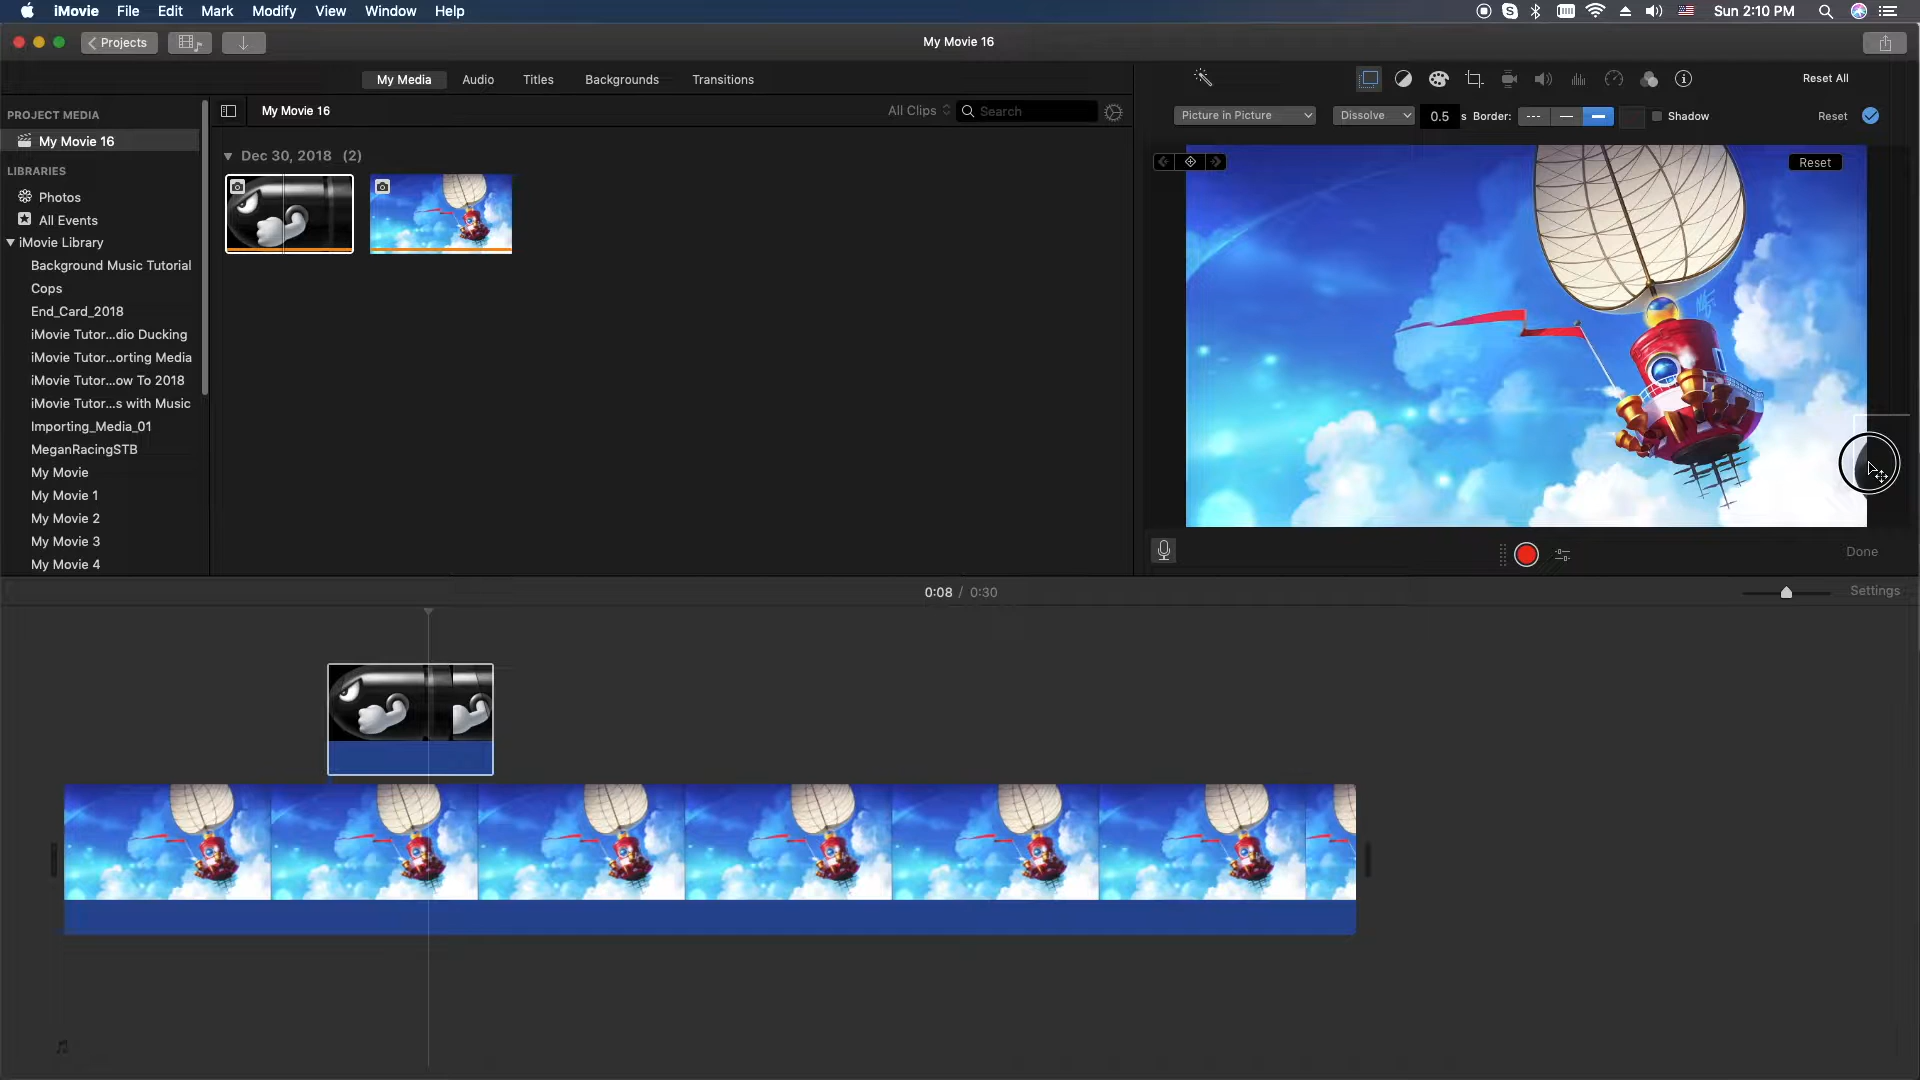 iMovie File Edit Mark Modify View Window Help Sun 2:10 PM
Projects My Movie 16
My Media Audio Titles Backgrounds Transitions Reset All
PROJECT MEDIA My Movie 16 All Clips Search Picture in Picture Dissolve 0.5 s Border: Shadow Reset
My Movie 16
Dec 30, 2018 (2) Reset
LIBRARIES
Photos
All Events
iMovie Library
Background Music Tutorial
Cops
End_Card_2018
iMovie Tutor...dio Ducking
iMovie Tutor...orting Media
iMovie Tutor...ow To 2018
iMovie Tutor...s with Music
Importing_Media_01
MeganRacingSTB
My Movie
My Movie 1
My Movie 2
My Movie 3
My Movie 4
Done
0:08 / 0:30 Settings